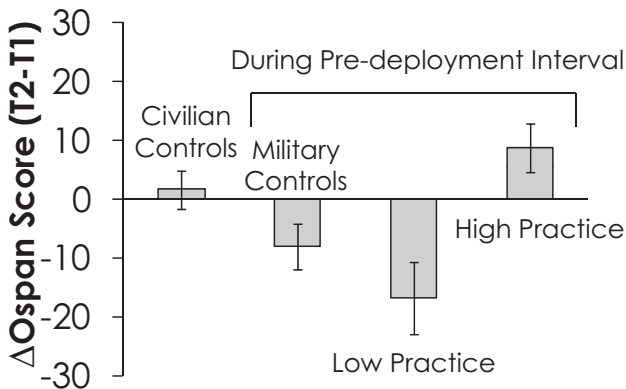 ΔOspan Score (T2-T1)
30
20
10
0
-10
-20
-30
During Pre-deployment Interval
Civilian
Controls
Military
Controls
High Practice
Low Practice